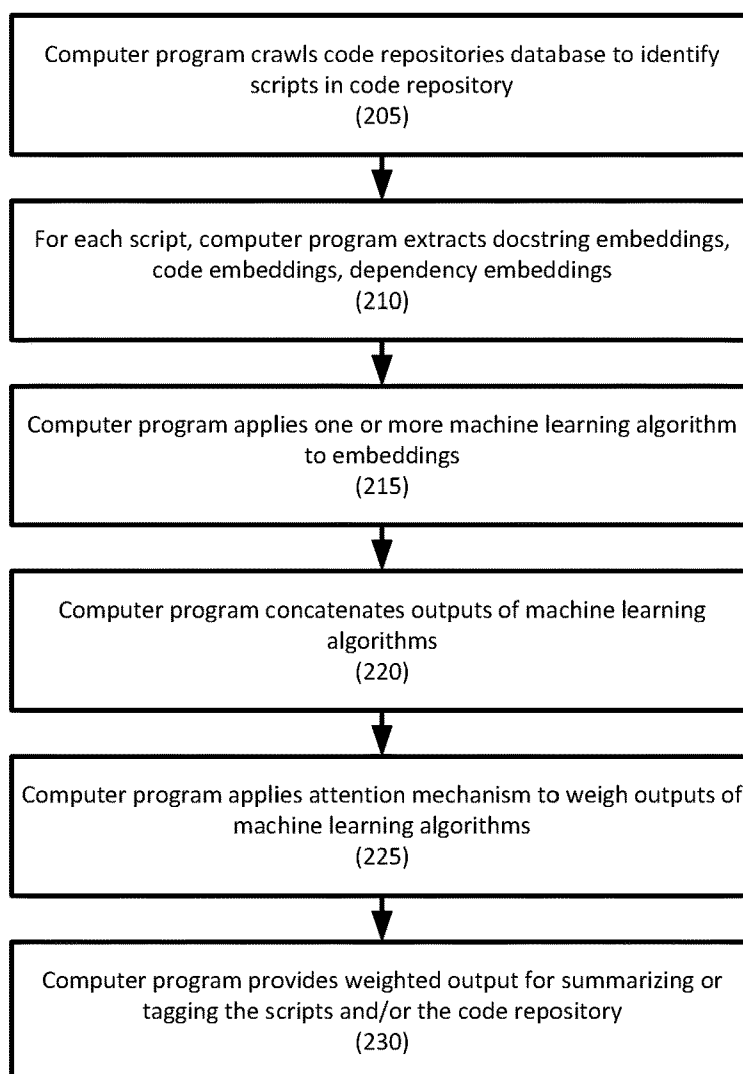 Computer program crawls code repositories database to identify
scripts in code repository
(205)
For each script, computer program extracts docstring embeddings,
code embeddings, dependency embeddings
(210)
Computer program applies one or more machine learning algorithm
to embeddings
(215)
Computer program concatenates outputs of machine learning
algorithms
(220)
Computer program applies attention mechanism to weigh outputs of
machine learning algorithms
(225)
Computer program provides weighted output for summarizing or
tagging the scripts and/or the code repository
(230)